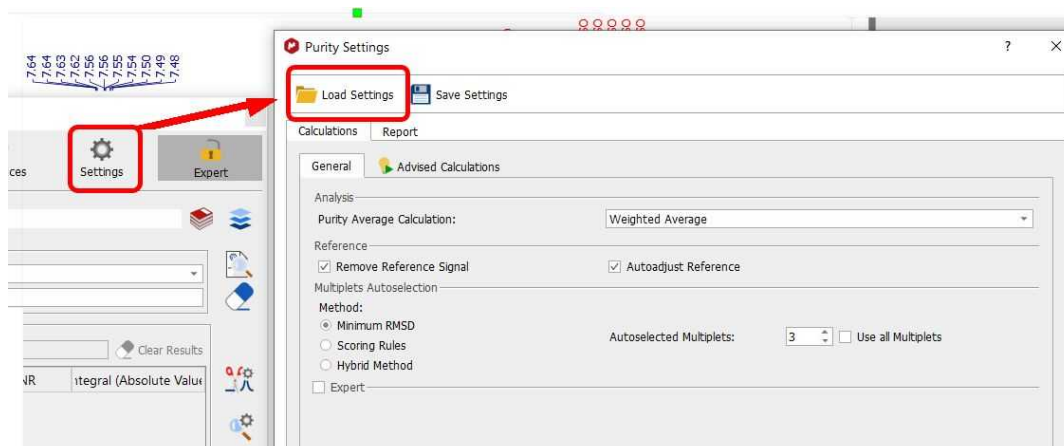 7.64
7.64
7.63
7.62
7.56
7.56
7.55
7.54
7.50
7.49
7.48
Purity Settings
?
Load Settings
Save Settings
Calculations
Report
ces
Settings
Expert
General
Advised Calculations
Analysis
Purity Average Calculation:
Weighted Average
Reference
Remove Reference Signal
Autoadjust Reference
Multiplets Autoselection
Method:
Minimum RMSD
Autoselected Multiplets:
3
Use all Multiplets
Scoring Rules
Hybrid Method
Expert
Clear Results
NR
ntegral (Absolute Value